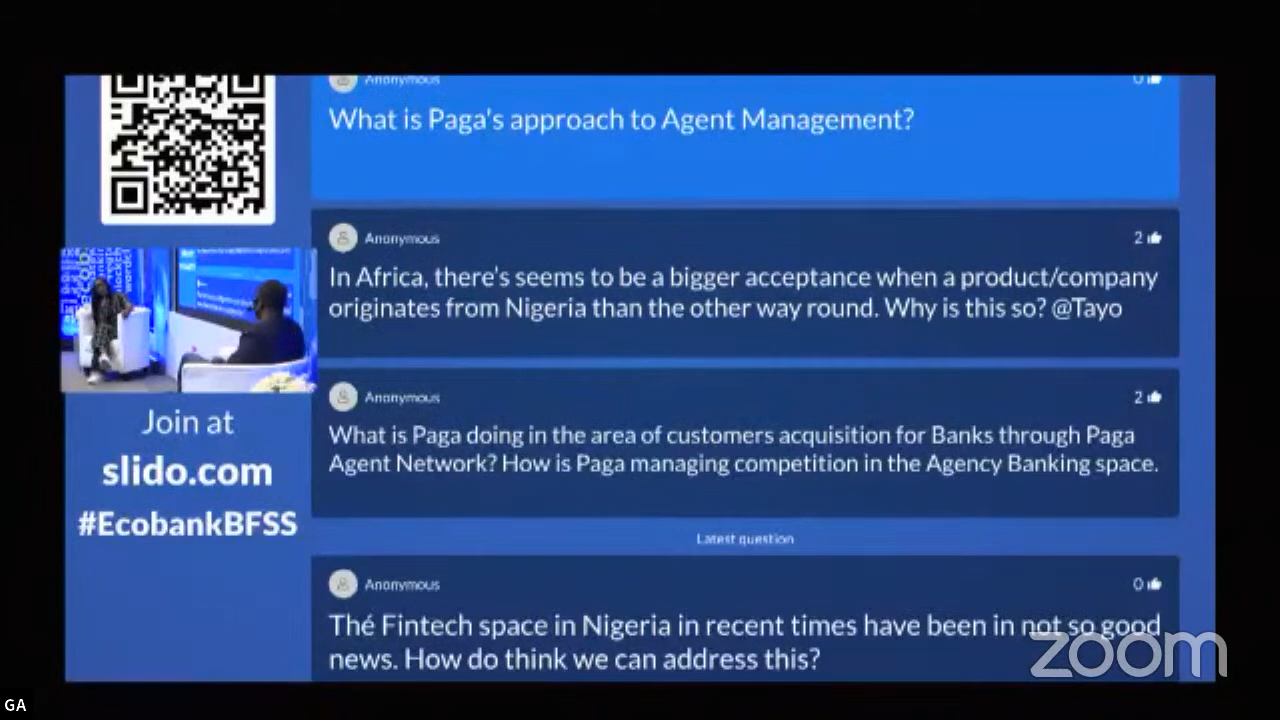 Anonymous
0
What is Paga's approach to Agent Management?
Anonymous
2
In Africa, there's seems to be a bigger acceptance when a product/company
originates from Nigeria than the other way round. Why is this so? @Tayo
Anonymous
2
What is Paga doing in the area of customers acquisition for Banks through Paga
Agent Network? How is Paga managing competition in the Agency Banking space.
Join at
slido.com
#EcobankBFSS
Latest question
Anonymous
0
Thé Fintech space in Nigeria in recent times have been in not so good
news. How do think we can address this?
zoom
GA